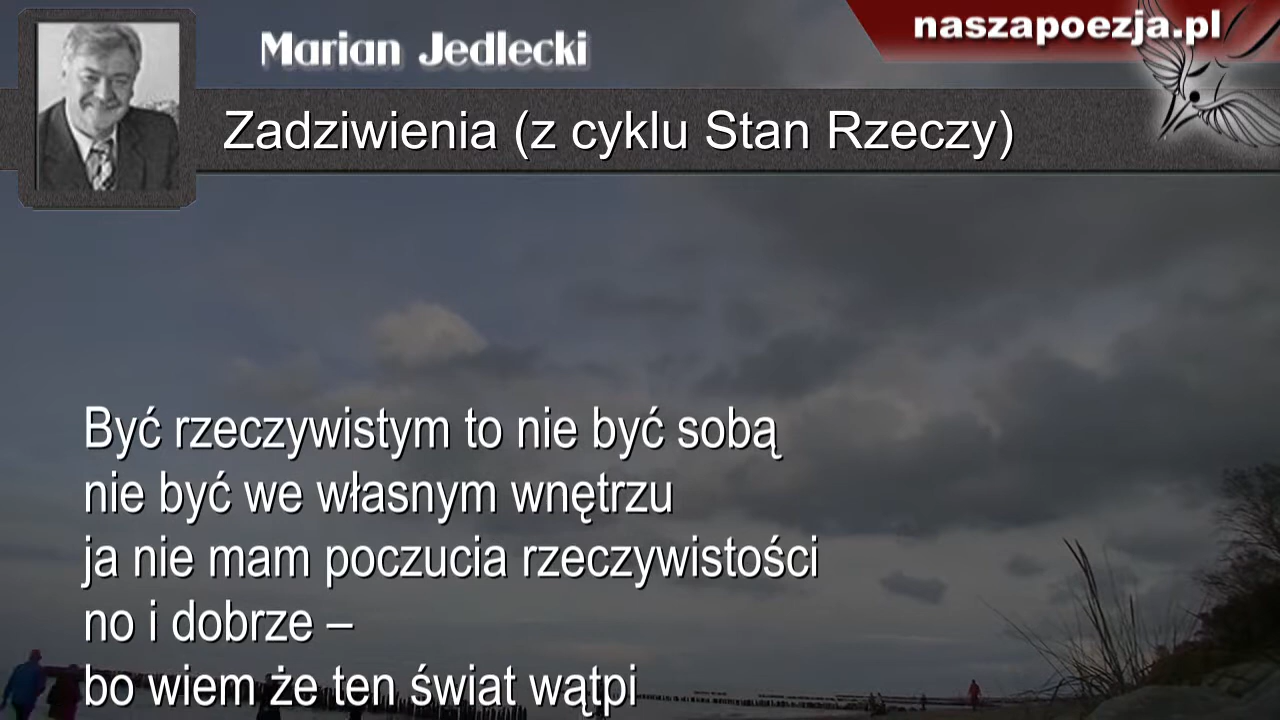 Marian Jedlecki
naszapoezja.pl
Zadziwienia (z cyklu Stan Rzeczy)
Być rzeczywistym to nie być sobą
nie być we własnym wnętrzu
ja nie mam poczucia rzeczywistości
no i dobrze –
bo wiem że ten świat wątpi